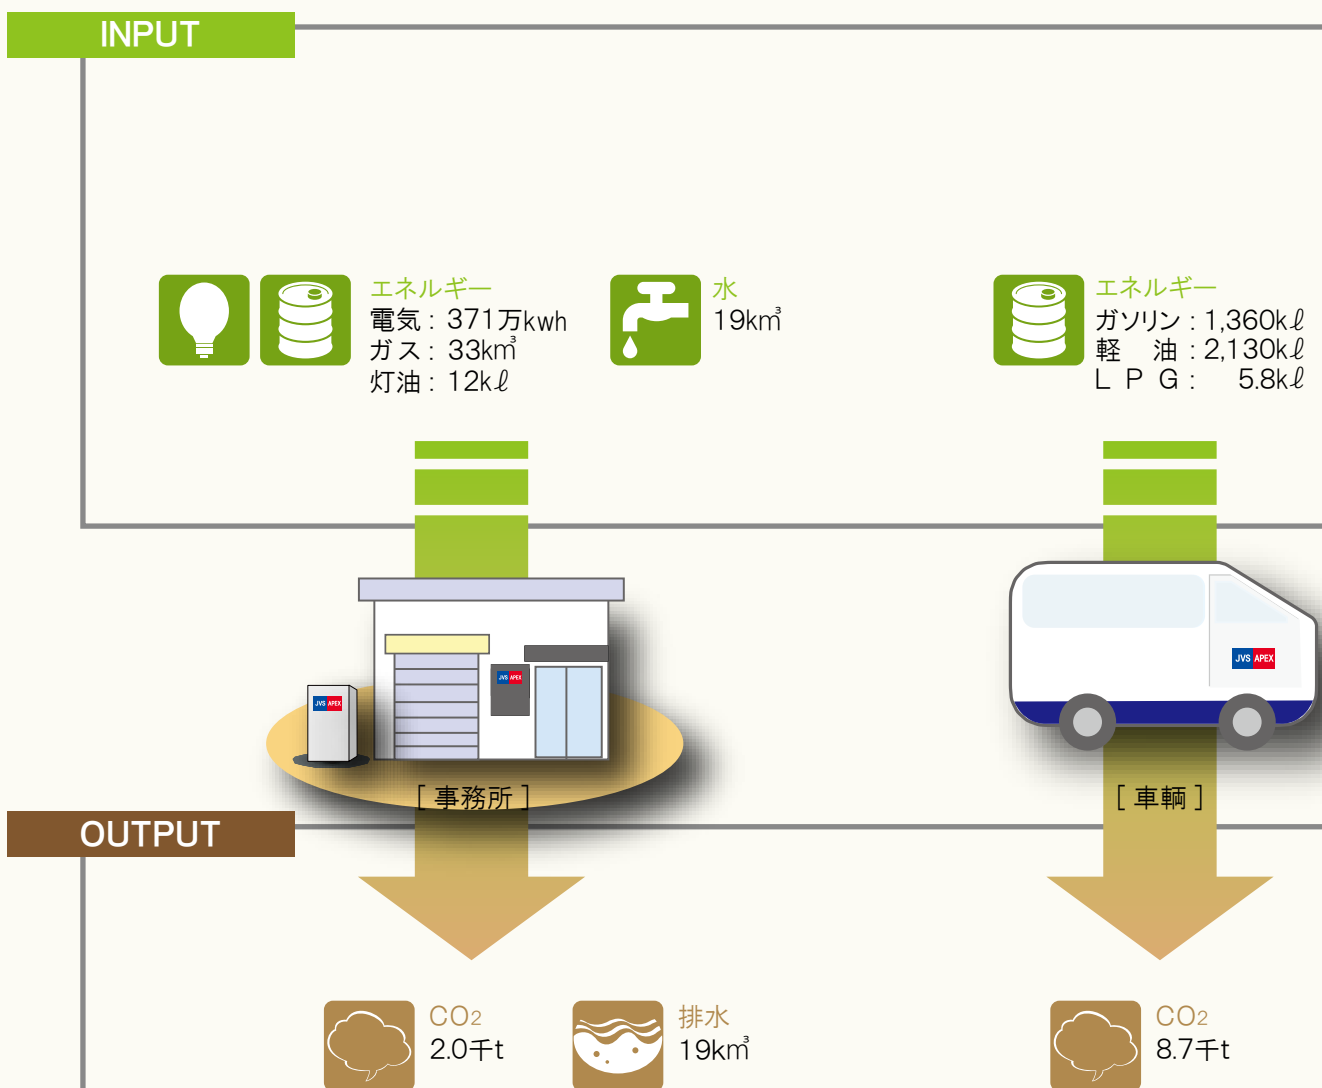 INPUT
エネルギー
電気 : 371万kwh
ガス : 33k㎥
灯油 : 12kℓ
水
19k㎥
エネルギー
ガソリン : 1,360kℓ
軽 油 : 2,130kℓ
L P G : 5.8kℓ
JVS APEX
JVS APEX
JVS APEX
[ 事務所 ]
[ 車輌 ]
OUTPUT
CO2
2.0千t
排水
19k㎥
CO2
8.7千t